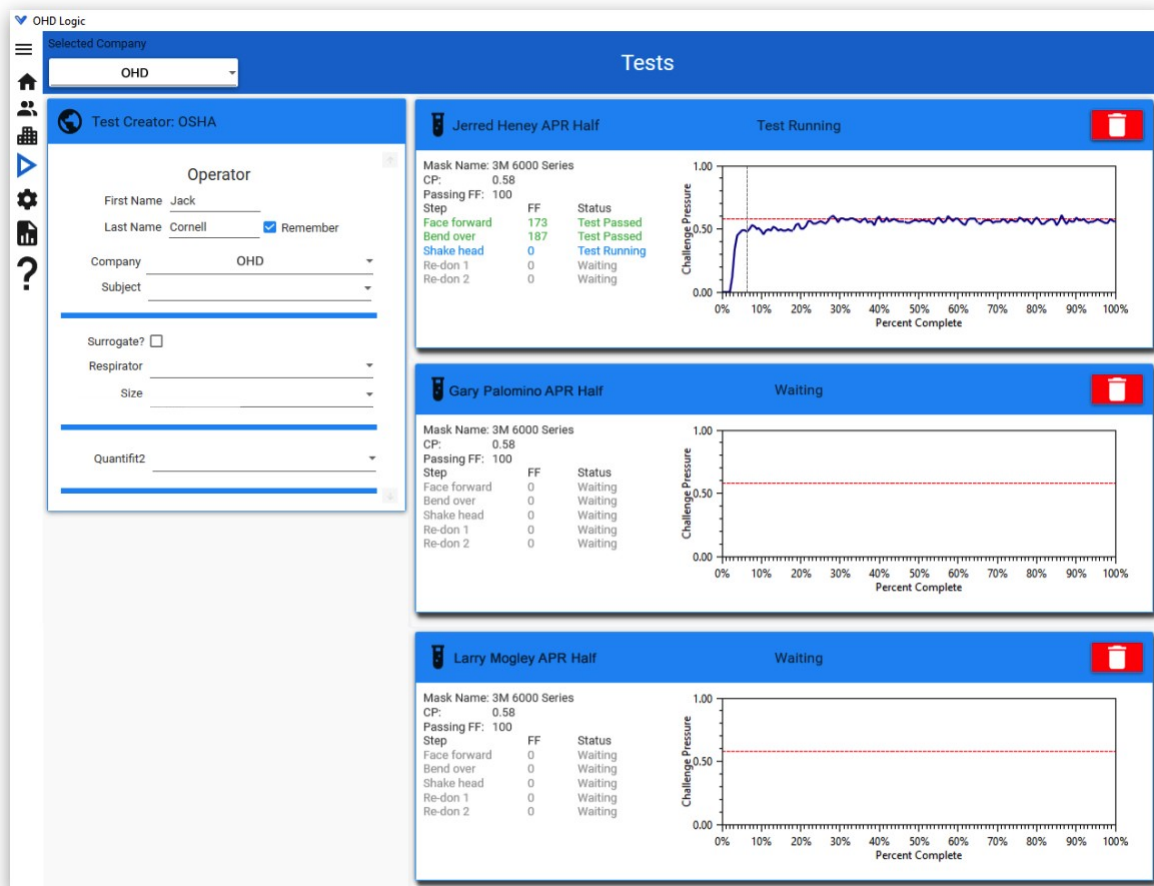 OHD Logic
Selected Company
OHD
Tests
Test Creator: OSHA
Operator
First Name Jack
Last Name Cornell Remember
Company OHD
Subject
Surrogate?
Respirator
Size
Quantifit2
Jerred Heney APR Half Test Running
Mask Name: 3M 6000 Series
CP: 0.58
Passing FF: 100
Step FF Status
Face forward 173 Test Passed
Bend over 187 Test Passed
Shake head 0 Test Running
Re-don 1 0 Waiting
Re-don 2 0 Waiting
Challenge Pressure
1.00
0.50
0.00
0% 10% 20% 30% 40% 50% 60% 70% 80% 90% 100%
Percent Complete
Gary Palomino APR Half Waiting
Mask Name: 3M 6000 Series
CP: 0.58
Passing FF: 100
Step FF Status
Face forward 0 Waiting
Bend over 0 Waiting
Shake head 0 Waiting
Re-don 1 0 Waiting
Re-don 2 0 Waiting
Challenge Pressure
1.00
0.50
0.00
0% 10% 20% 30% 40% 50% 60% 70% 80% 90% 100%
Percent Complete
Larry Mogley APR Half Waiting
Mask Name: 3M 6000 Series
CP: 0.58
Passing FF: 100
Step FF Status
Face forward 0 Waiting
Bend over 0 Waiting
Shake head 0 Waiting
Re-don 1 0 Waiting
Re-don 2 0 Waiting
Challenge Pressure
1.00
0.50
0.00
0% 10% 20% 30% 40% 50% 60% 70% 80% 90% 100%
Percent Complete